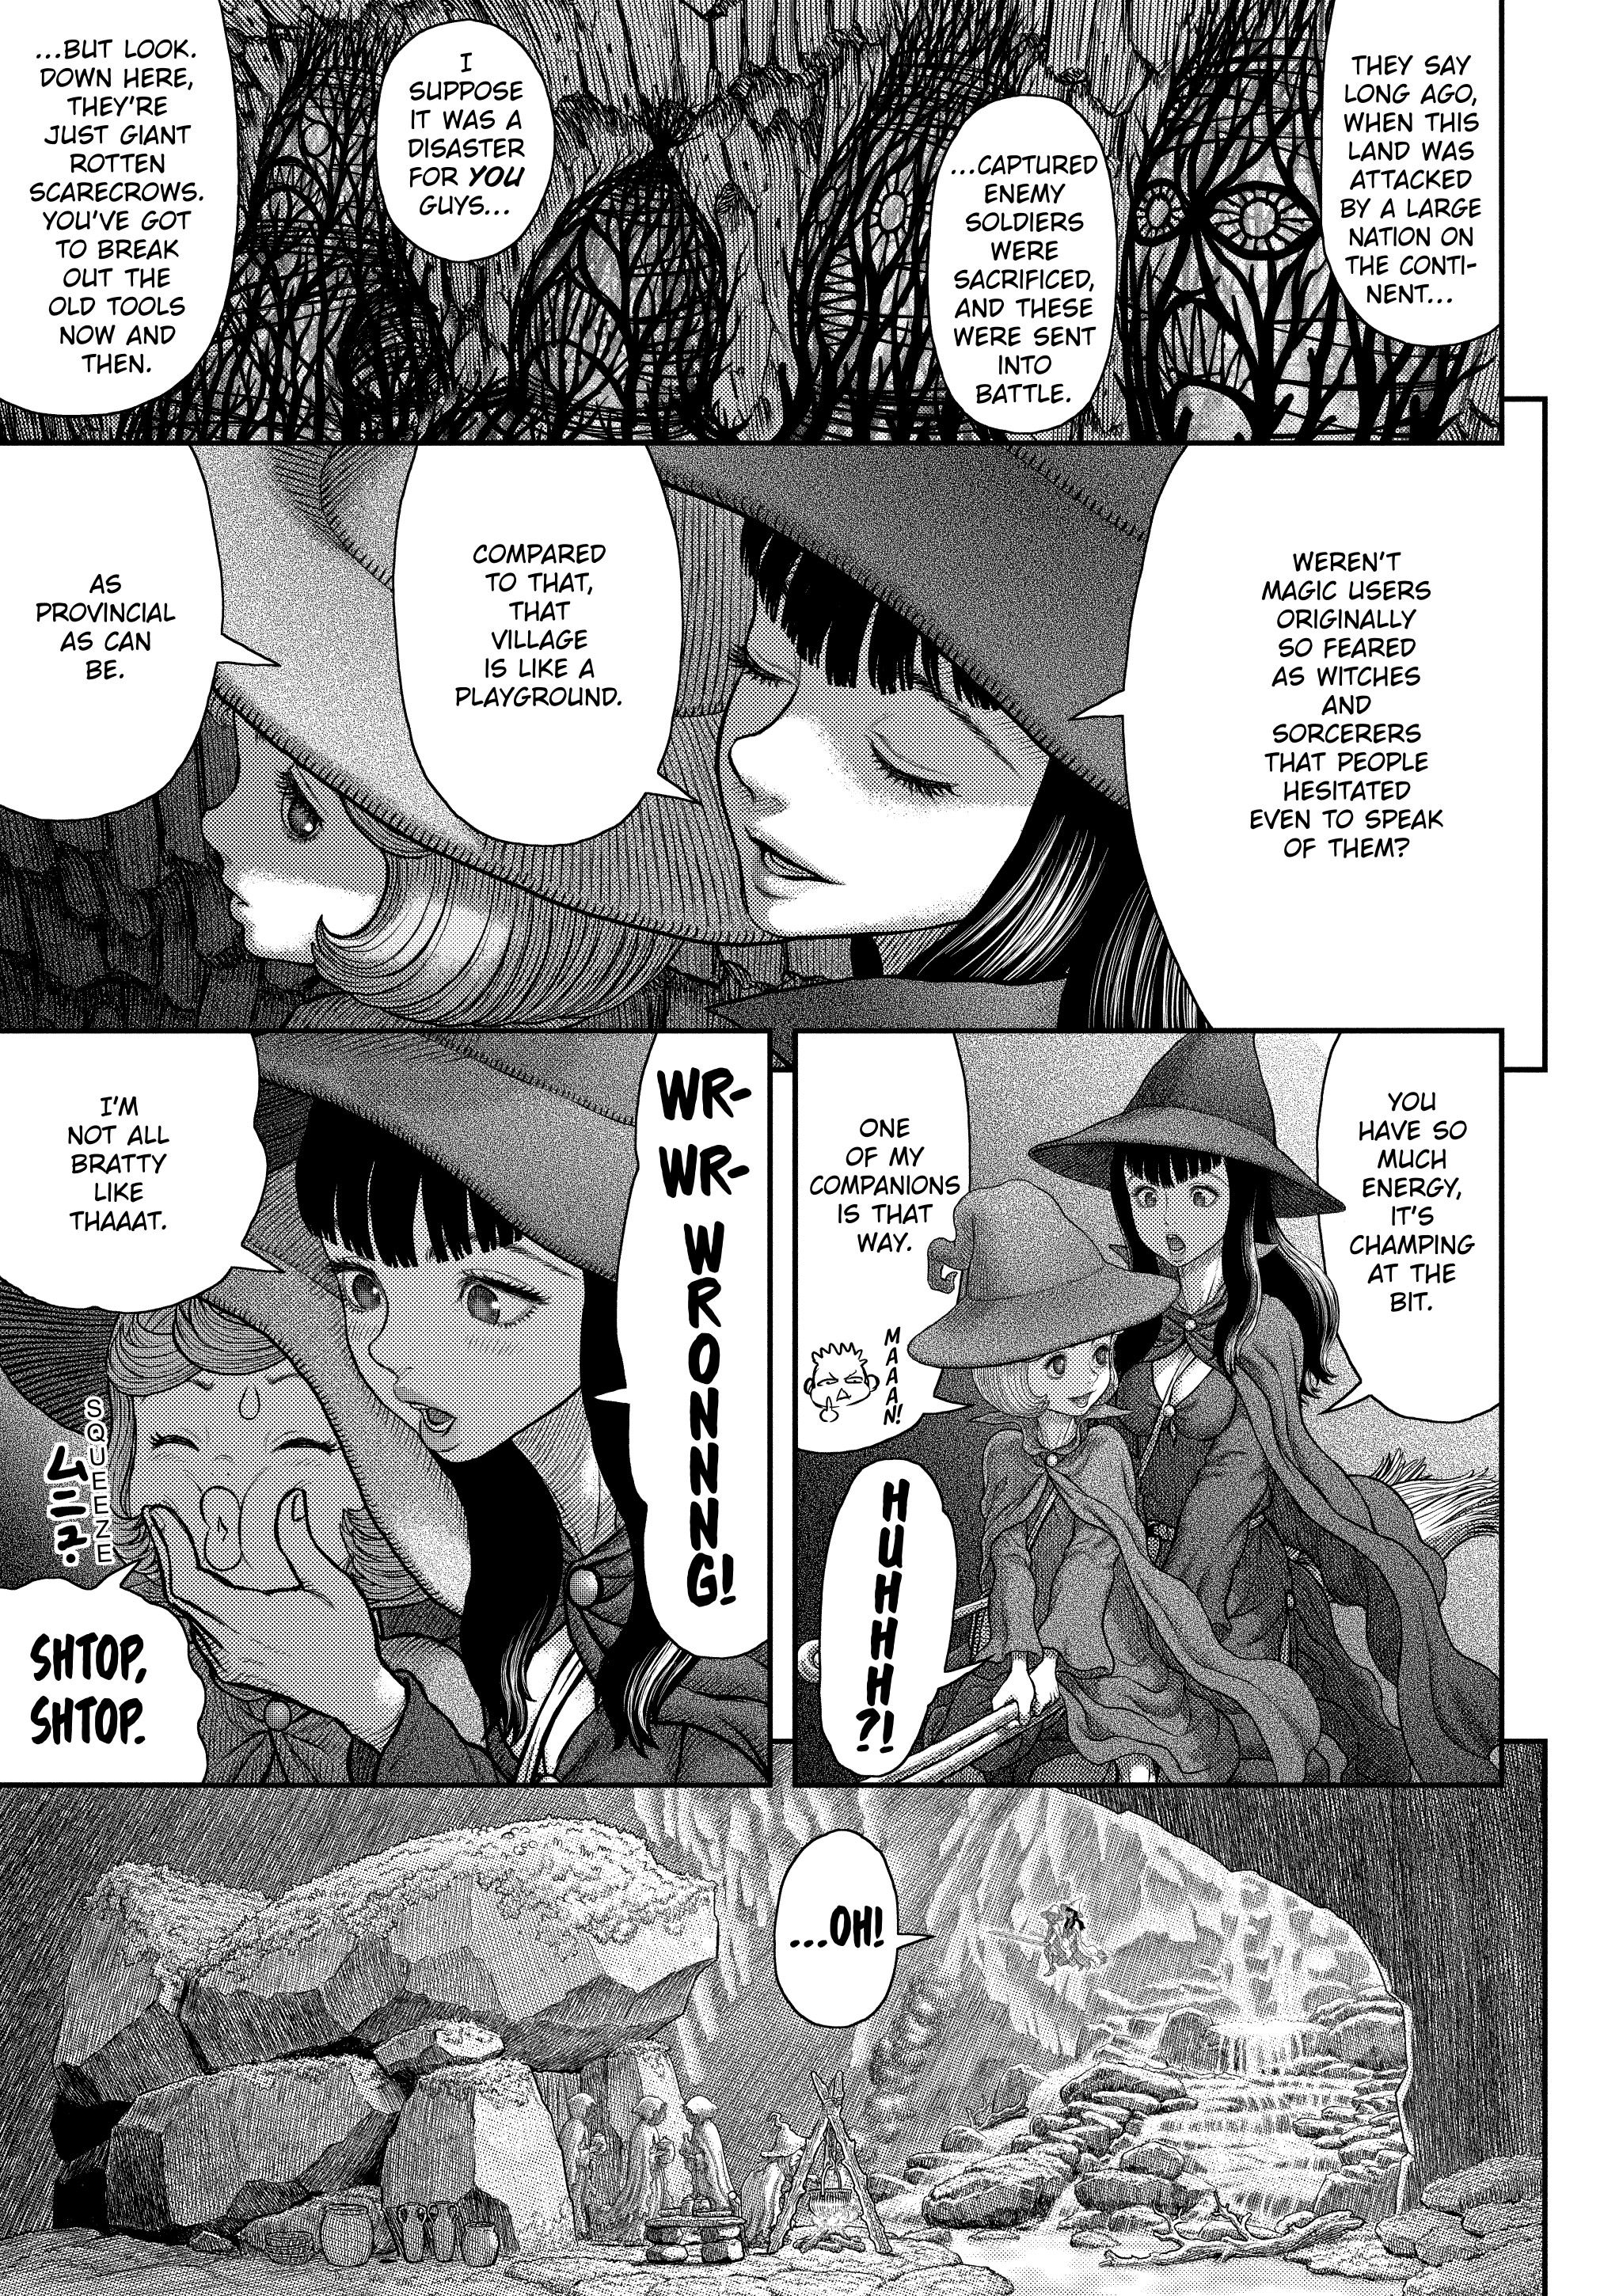 THEY SAY
LONG AGO,
WHEN THIS
LAND WAS
ATTACKED
BY A LARGE
NATION ON
THE CONTI-
NENT...
...CAPTURED
ENEMY
SOLDIERS
WERE
SACRIFICED,
AND THESE
WERE SENT
INTO
BATTLE.
I
SUPPOSE
IT WAS A
DISASTER
FOR YOU
GUYS...
...BUT LOOK.
DOWN HERE,
THEY'RE
JUST GIANT
ROTTEN
SCARECROWS.
YOU'VE GOT
TO BREAK
OUT THE
OLD TOOLS
NOW AND
THEN.
WEREN'T
MAGIC USERS
ORIGINALLY
SO FEARED
AS WITCHES
AND
SORCERERS
THAT PEOPLE
HESITATED
EVEN TO SPEAK
OF THEM?
COMPARED
TO THAT,
THAT
VILLAGE
IS LIKE A
PLAYGROUND.
AS
PROVINCIAL
AS CAN
BE.
YOU
HAVE SO
MUCH
ENERGY,
IT'S
CHAMPING
AT THE
BIT.
ONE
OF MY
COMPANIONS
IS THAT
WAY.
MAAAN!
HUHHH?!
WR-
WR-
WRONNNG!
I'M
NOT ALL
BRATTY
LIKE
THAAAT.
SQUEEZE
ムニュ
SHTOP,
SHTOP.
...OH!